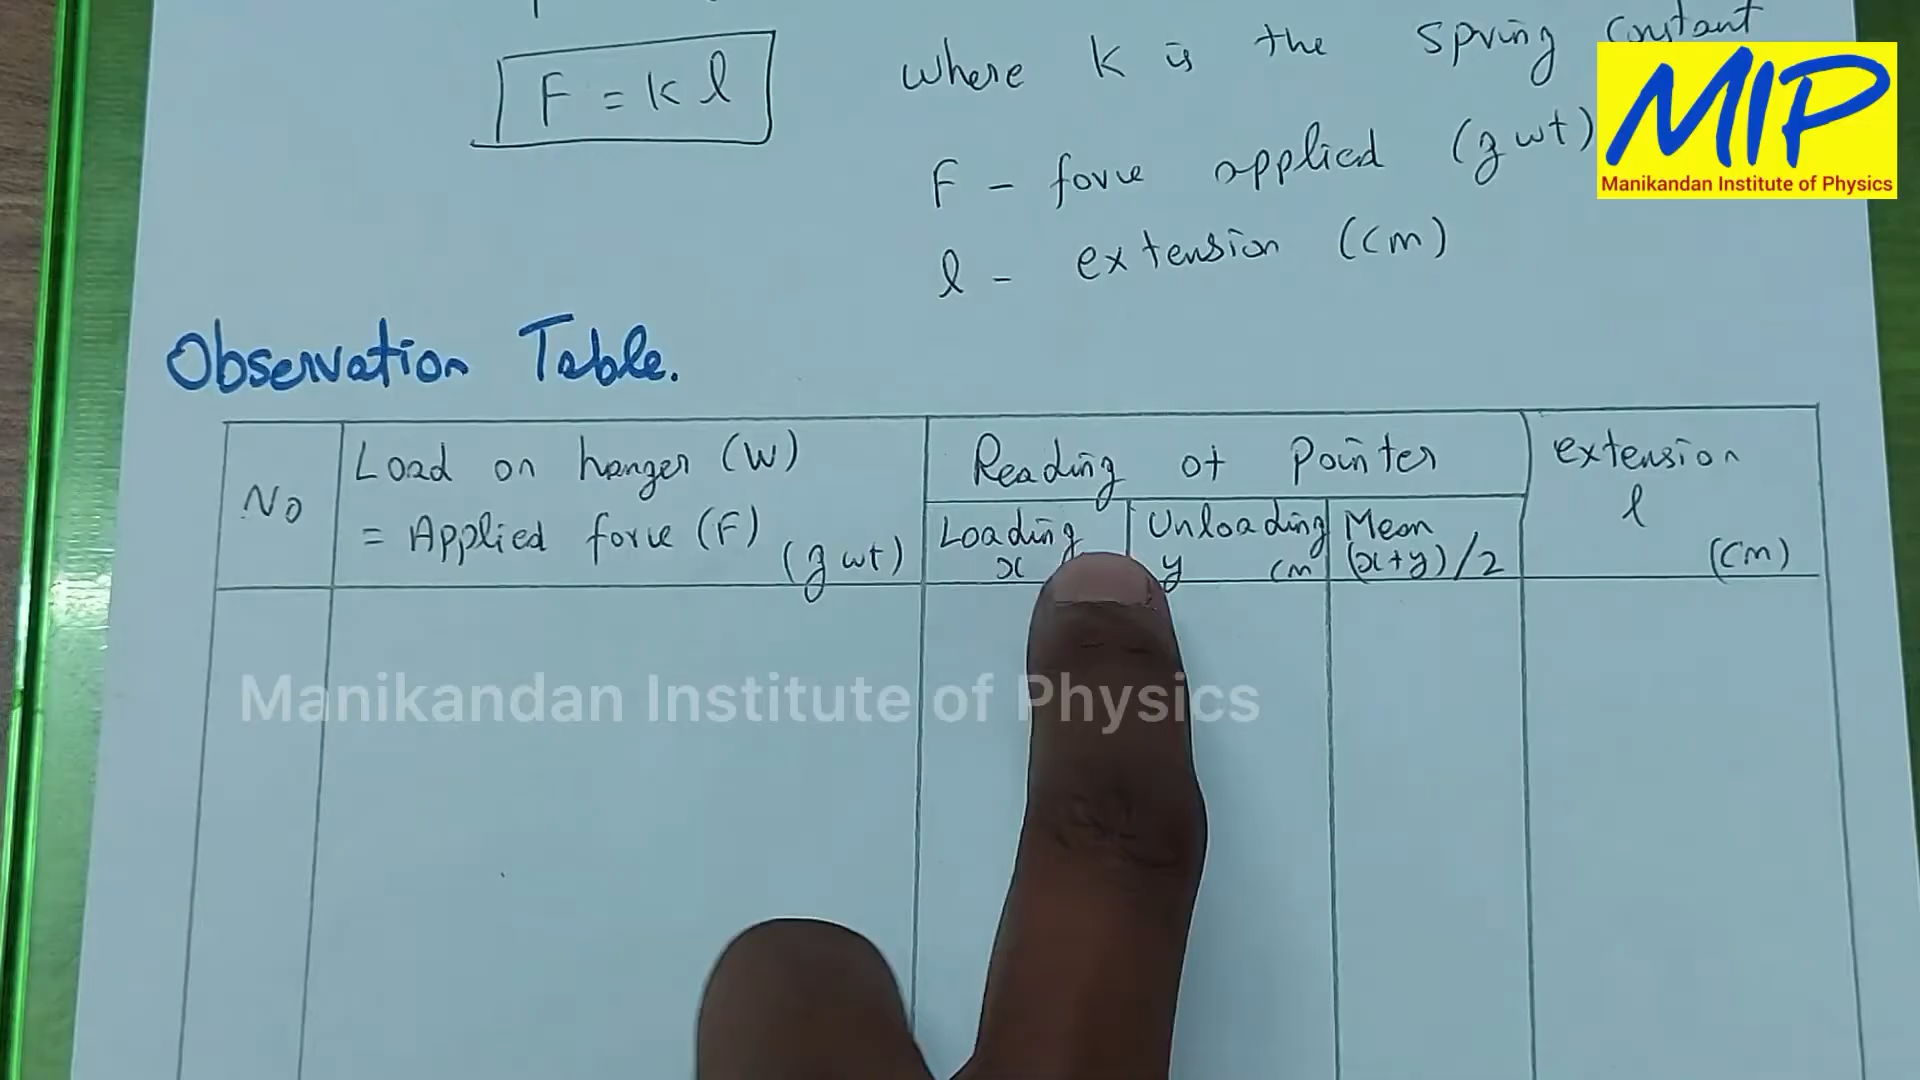 F = k l
where k is the spring constant
F - force applied (g wt)
l - extension (cm)
MIP
Manikandan Institute of Physics
Observation Table.
No
Load on hanger (W)
= Applied force (F) (g wt)
Reading of Pointer
Loading
x
Unloading
y cm
Mean
(x+y)/2
extension
l
(cm)
Manikandan Institute of Physics